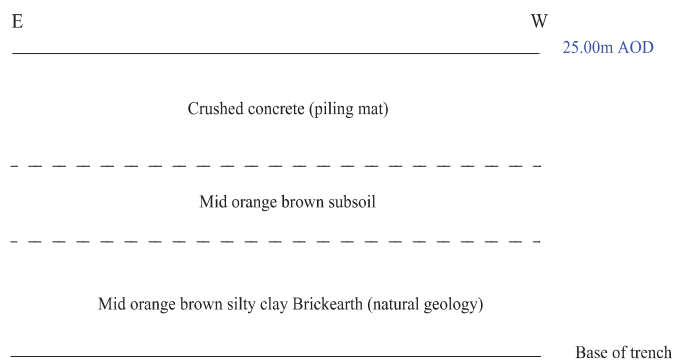 E W
25.00m AOD
Crushed concrete (piling mat)
Mid orange brown subsoil
Mid orange brown silty clay Brickearth (natural geology)
Base of trench